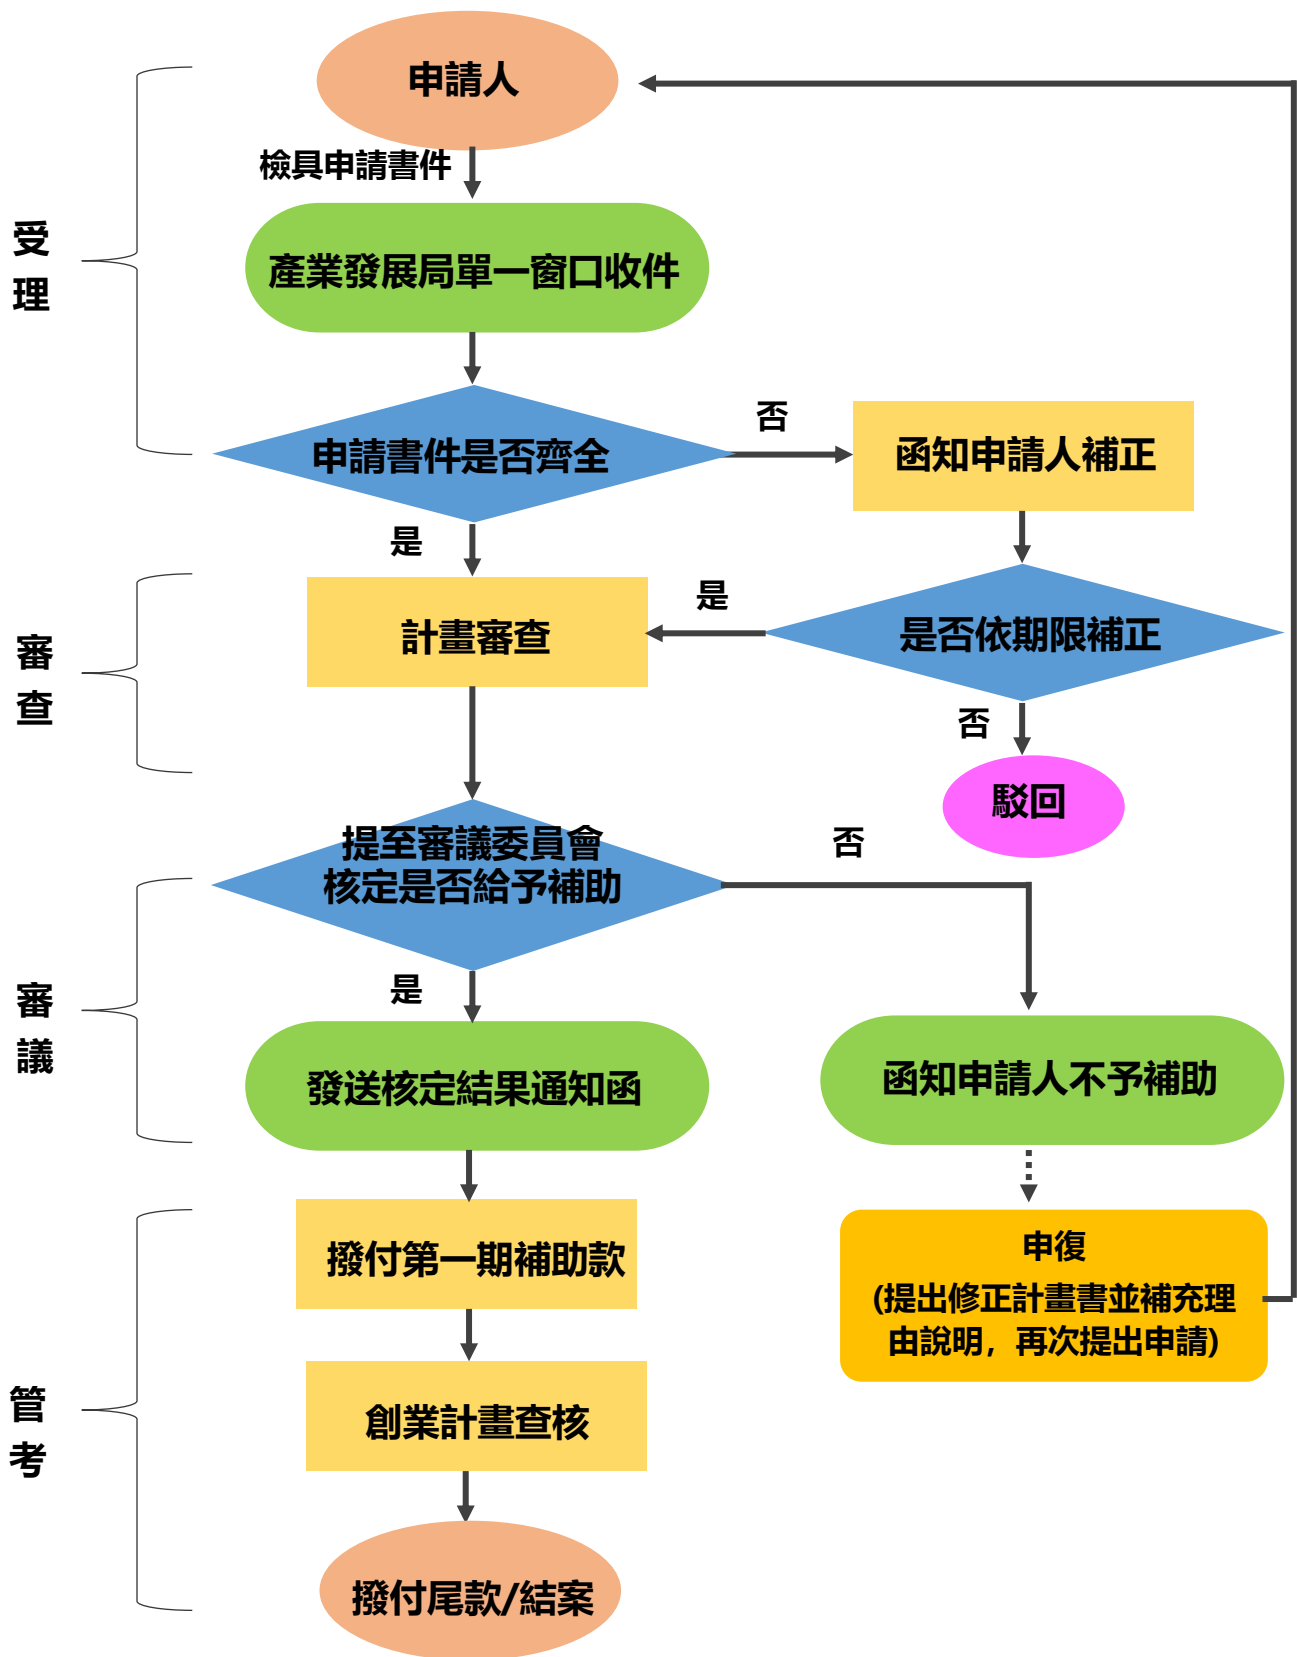 申請人
檢具申請書件
受
理
產業發展局單一窗口收件
申請書件是否齊全
否
函知申請人補正
是
審
查
計畫審查
是
是否依期限補正
否
駁回
提至審議委員會
核定是否給予補助
否
審
議
是
發送核定結果通知函
函知申請人不予補助
管
考
撥付第一期補助款
申復
(提出修正計畫書並補充理
由說明，再次提出申請)
創業計畫查核
撥付尾款/結案